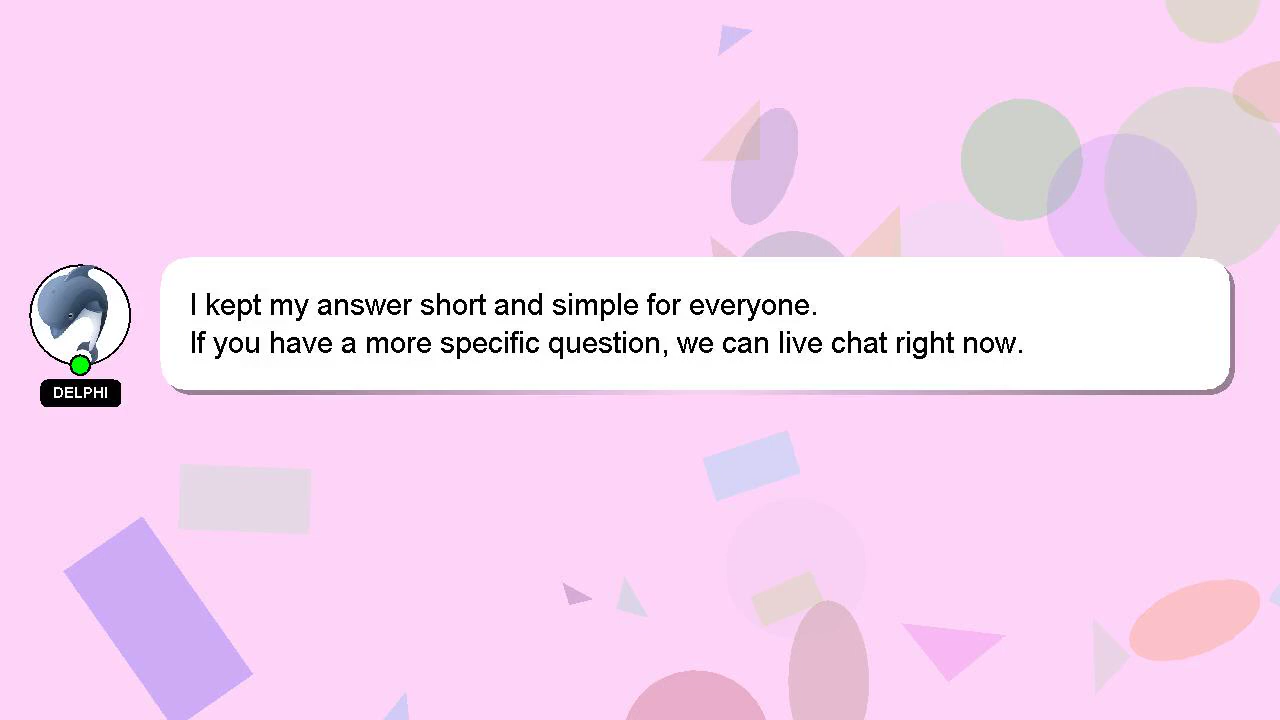 I kept my answer short and simple for everyone.
If you have a more specific question, we can live chat right now.
DELPHI